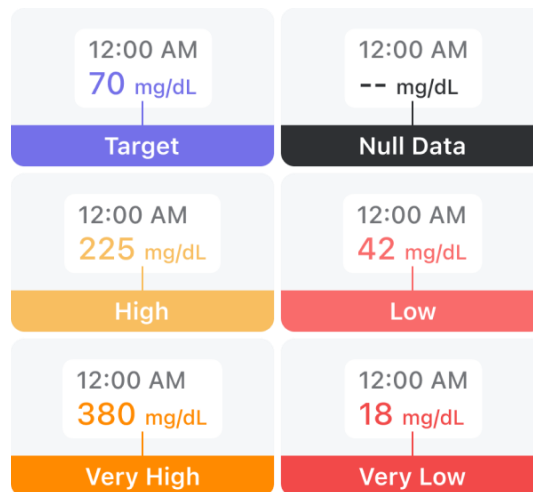 12:00 AM
70 mg/dL
Target
12:00 AM
-- mg/dL
Null Data
12:00 AM
225 mg/dL
High
12:00 AM
42 mg/dL
Low
12:00 AM
380 mg/dL
Very High
12:00 AM
18 mg/dL
Very Low